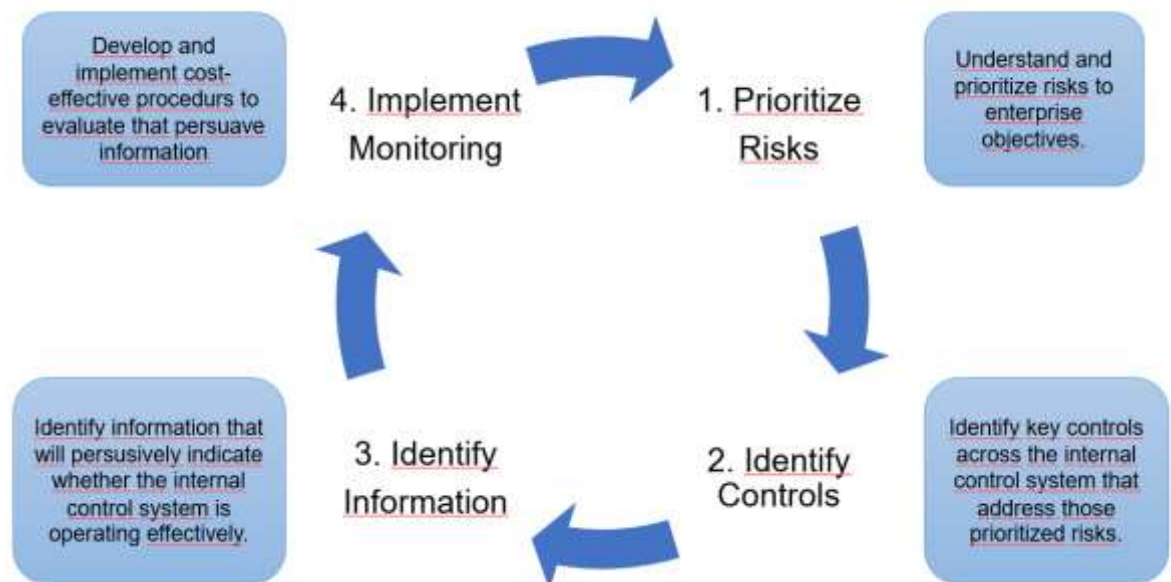 Develop and
implement cost-
effective procedurs to
evaluate that persuave
information
4. Implement
Monitoring
1. Prioritize
Risks
Understand and
prioritize risks to
enterprise
objectives.
Identify information that
will persusively indicate
whether the internal
control system is
operating effectively.
3. Identify
Information
2. Identify
Controls
Identify key controls
across the internal
control system that
address those
prioritized risks.